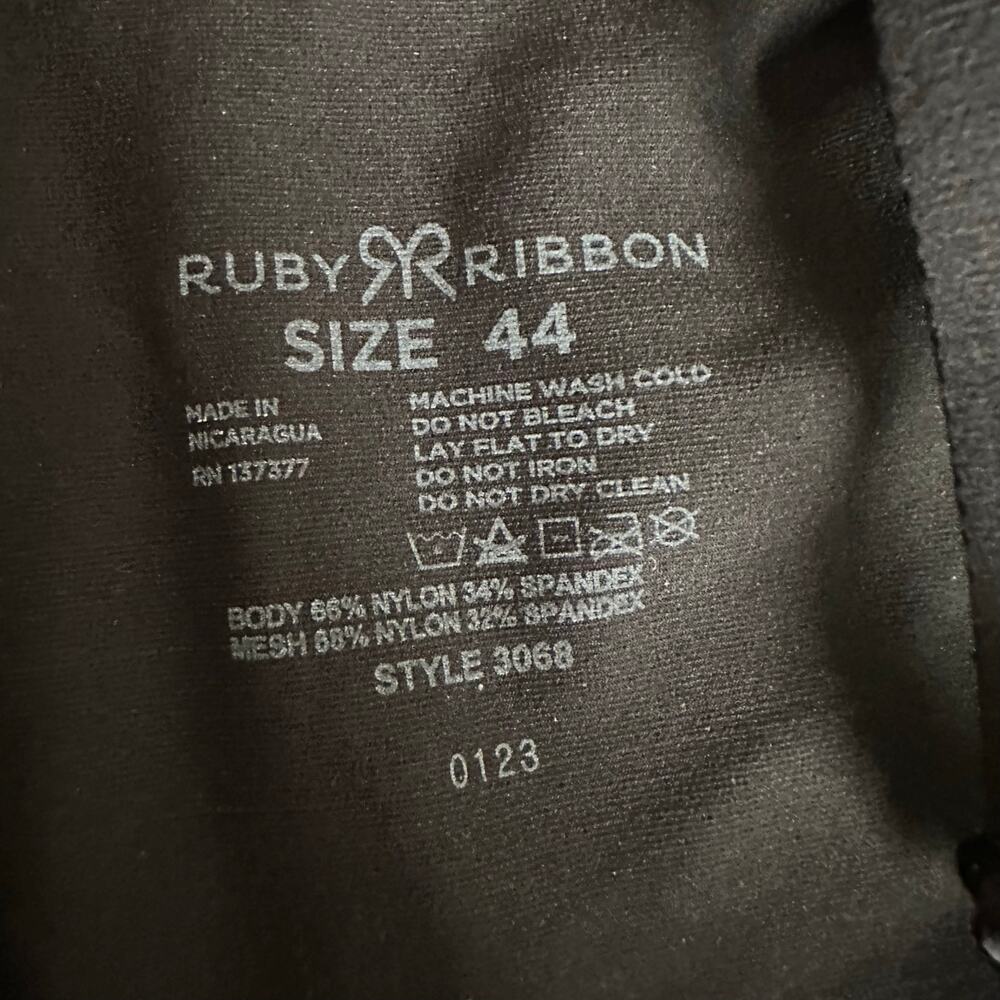 RUBY RIBBON
SIZE 44
MADE IN
NICARAGUA
RN 137377
MACHINE WASH COLD
DO NOT BLEACH
LAY FLAT TO DRY
DO NOT IRON
DO NOT DRY CLEAN
BODY 66% NYLON 34% SPANDEX
MESH 68% NYLON 32% SPANDEX
STYLE 3068
0123